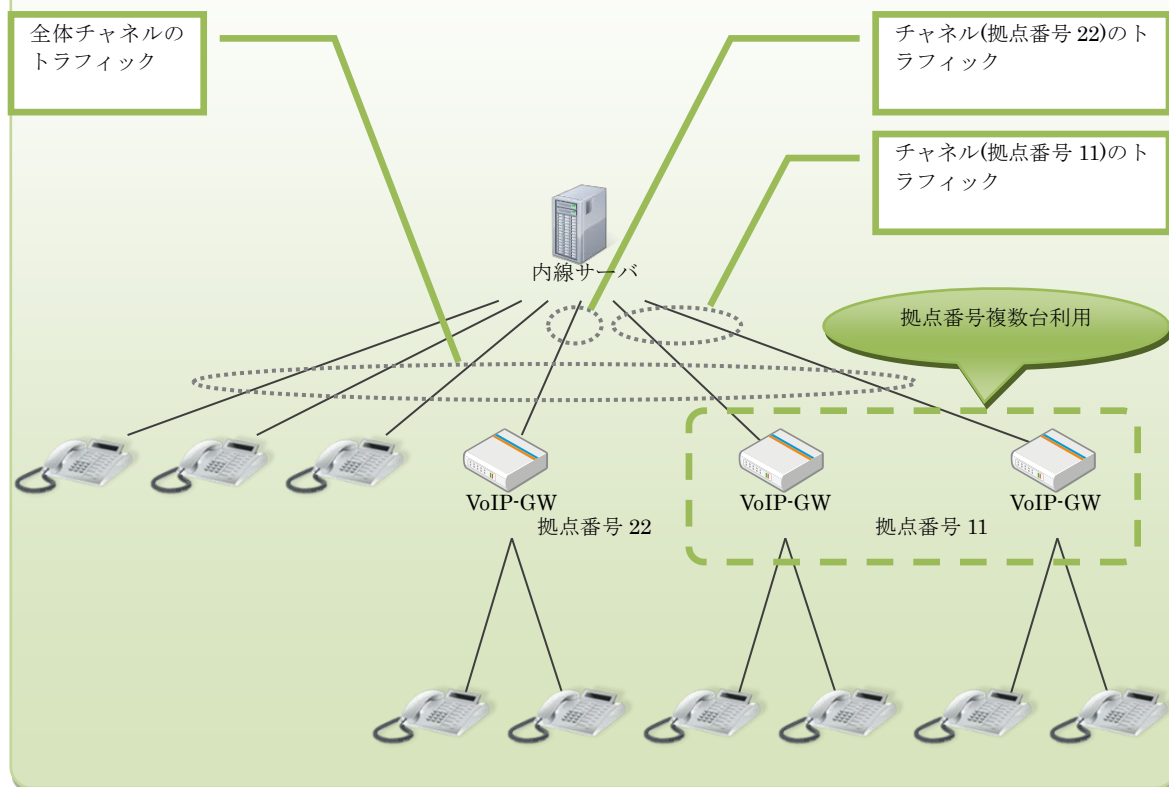 全体チャネルの
トラフィック
チャネル(拠点番号 22)のト
ラフィック
チャネル(拠点番号 11)のト
ラフィック
内線サーバ
拠点番号複数台利用
VoIP-GW
VoIP-GW
VoIP-GW
拠点番号 22
拠点番号 11